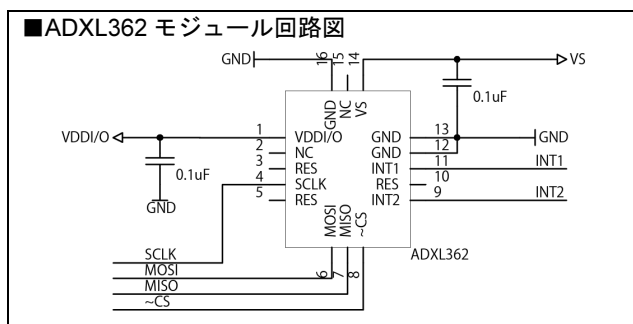 ■ADXL362 モジュール回路図
GND
16
15
14
VS
GND
NC
VS
0.1uF
VDDI/O
1
VDDI/O
GND
13
GND
2
NC
GND
12
3
RES
INT1
11
INT1
0.1uF
4
SCLK
RES
10
5
RES
INT2
9
INT2
GND
MOSI
MISO
~CS
6
7
8
ADXL362
SCLK
MOSI
MISO
~CS